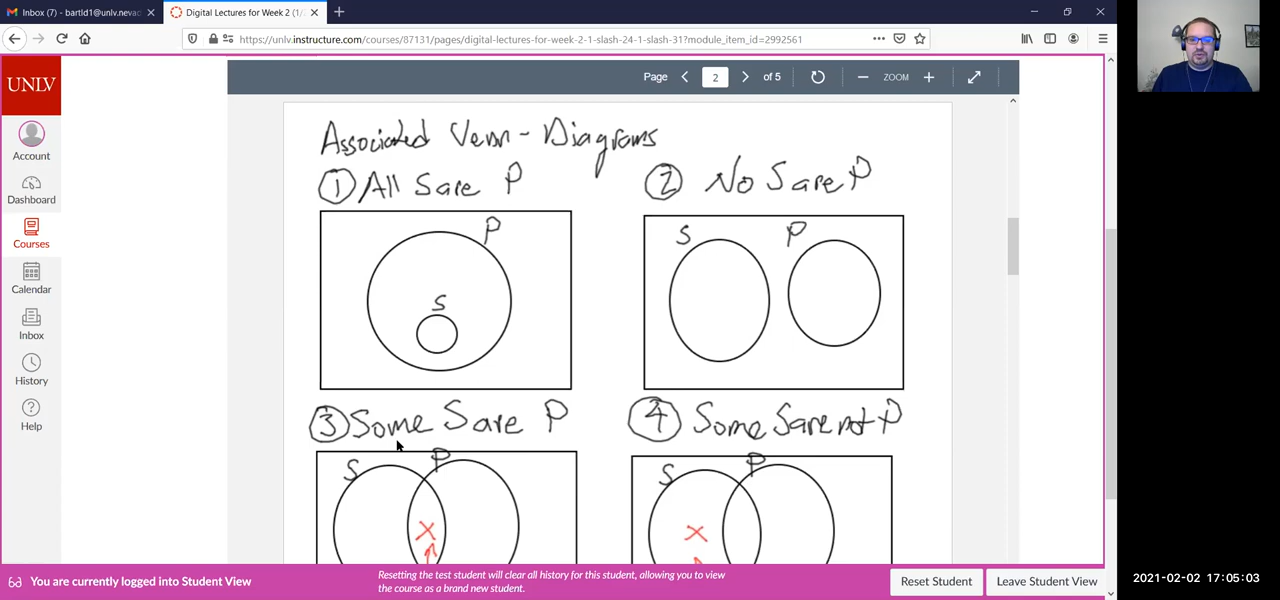 Inbox (7) - bartld1@unlv.nevad
Digital Lectures for Week 2 (1/2
https://unlv.instructure.com/courses/87131/pages/digital-lectures-for-week-2-1-slash-24-1-slash-31?module_item_id=2992561
UNLV
Page
2
of 5
ZOOM
Account
Dashboard
Courses
Calendar
Inbox
History
Help
Associated Venn-Diagrams
① All S are P
② No S are P
P
S
S
P
③ Some S are P
④ Some S are not P
S
P
X
S
P
X
You are currently logged into Student View
Resetting the test student will clear all history for this student, allowing you to view
the course as a brand new student.
Reset Student
Leave Student View
2021-02-02 17:05:03